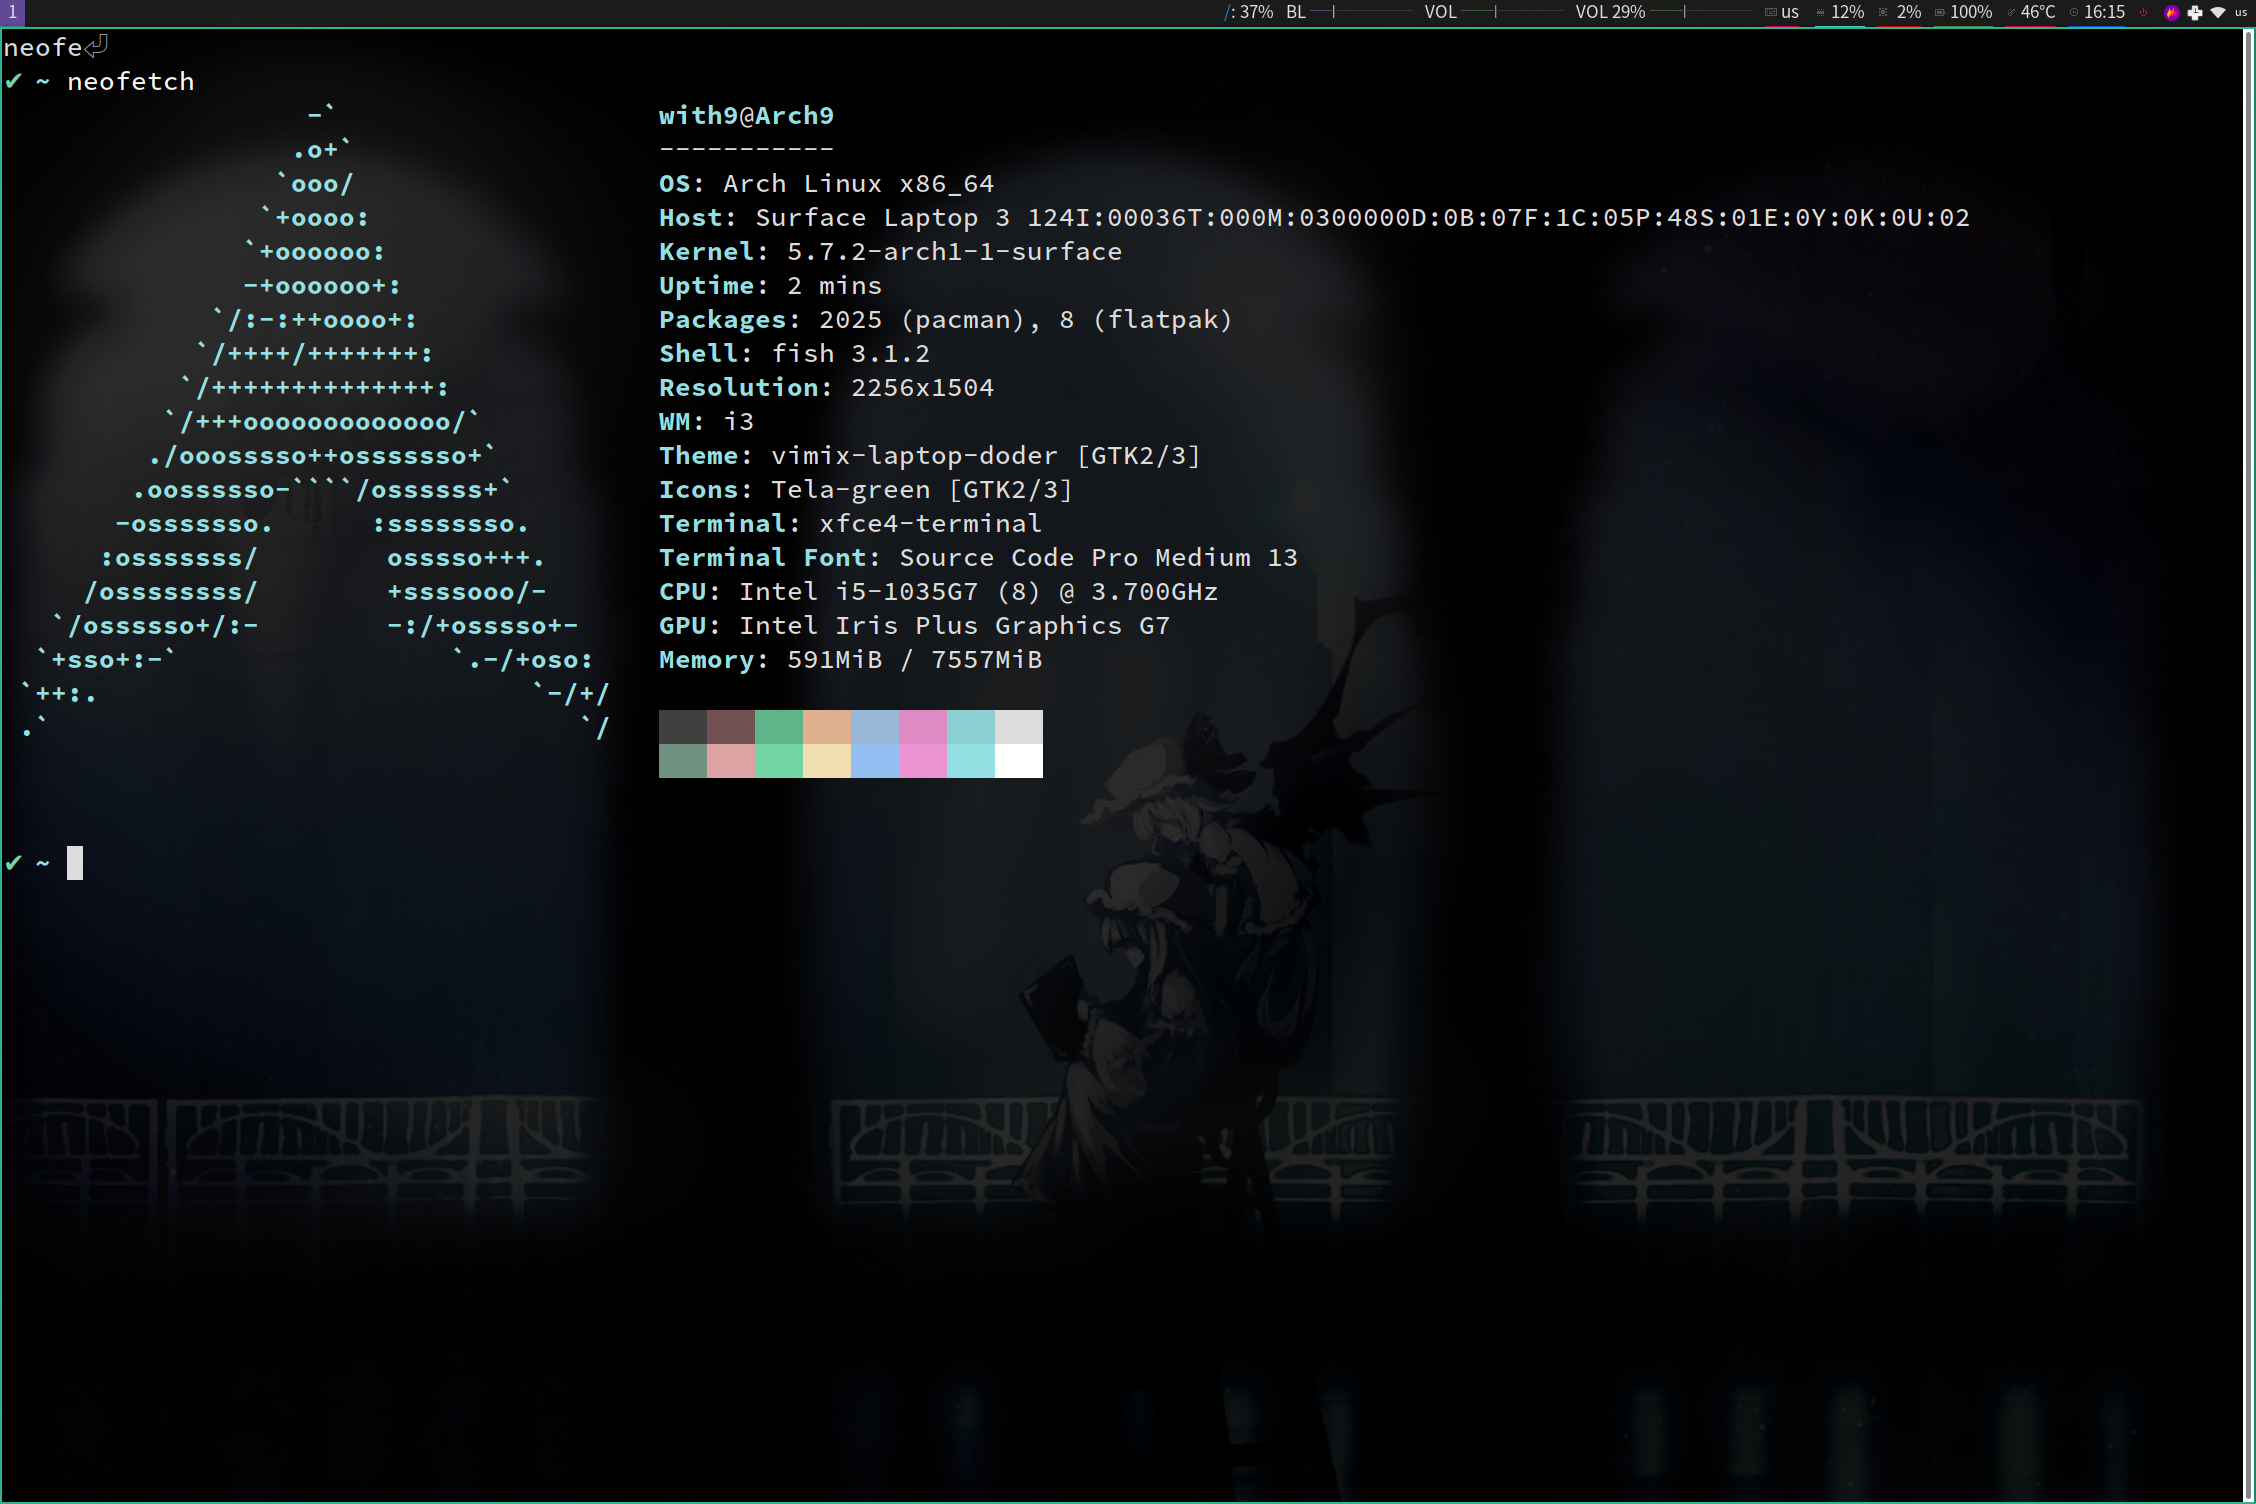 1 /: 37% BL VOL VOL 29% us 12% 2% 100% 46°C 16:15 us
neofe⏎
✔ ~ neofetch
-`
.o+`
`ooo/
`+oooo:
`+oooooo:
-+oooooo+:
`/:-:++oooo+:
`/++++/+++++++:
`/++++++++++++++:
`/+++ooooooooooooo/`
./ooosssso++osssssso+`
.oossssso-````/ossssss+`
-osssssso. :ssssssso.
:osssssss/ osssso+++.
/ossssssss/ +ssssooo/-
`/ossssso+/:- -:/+osssso+-
`+sso+:-` `.-/+oso:
`++:. `-/+/
.` `/
with9@Arch9
-----------
OS: Arch Linux x86_64
Host: Surface Laptop 3 124I:00036T:000M:0300000D:0B:07F:1C:05P:48S:01E:0Y:0K:0U:02
Kernel: 5.7.2-arch1-1-surface
Uptime: 2 mins
Packages: 2025 (pacman), 8 (flatpak)
Shell: fish 3.1.2
Resolution: 2256x1504
WM: i3
Theme: vimix-laptop-doder [GTK2/3]
Icons: Tela-green [GTK2/3]
Terminal: xfce4-terminal
Terminal Font: Source Code Pro Medium 13
CPU: Intel i5-1035G7 (8) @ 3.700GHz
GPU: Intel Iris Plus Graphics G7
Memory: 591MiB / 7557MiB
✔ ~